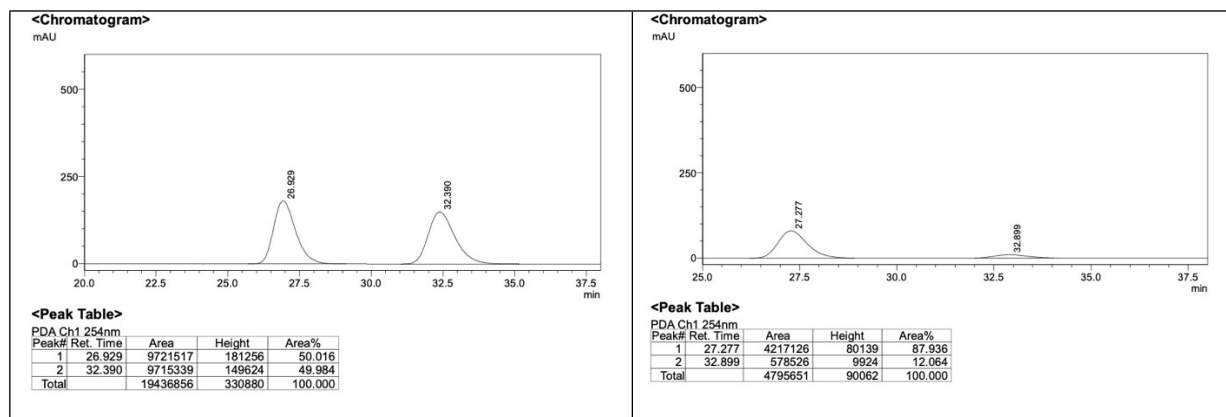 <Chromatogram>
mAU
500
250
0
26.929
32.390
20.0 22.5 25.0 27.5 30.0 32.5 35.0 37.5
min
<Peak Table>
PDA Ch1 254nm
Peak# Ret. Time Area Height Area%
1 26.929 9721517 181256 50.016
2 32.390 9715339 149624 49.984
Total 19436856 330880 100.000
<Chromatogram>
mAU
500
250
0
27.277
32.899
25.0 27.5 30.0 32.5 35.0 37.5
min
<Peak Table>
PDA Ch1 254nm
Peak# Ret. Time Area Height Area%
1 27.277 4217126 80139 87.936
2 32.899 578526 9924 12.064
Total 4795651 90062 100.000